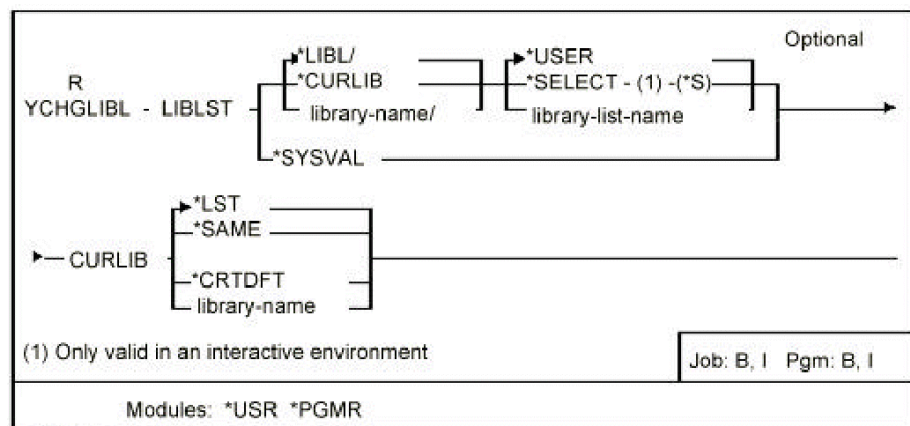 Optional
*LIBL/ *USER
R *CURLIB *SELECT - (1) -(*S)
YCHGLIBL - LIBLST library-name/ library-list-name
*SYSVAL
*LST
*SAME
CURLIB
*CRTDFT
library-name
(1) Only valid in an interactive environment
Job: B, I Pgm: B, I
Modules: *USR *PGMR